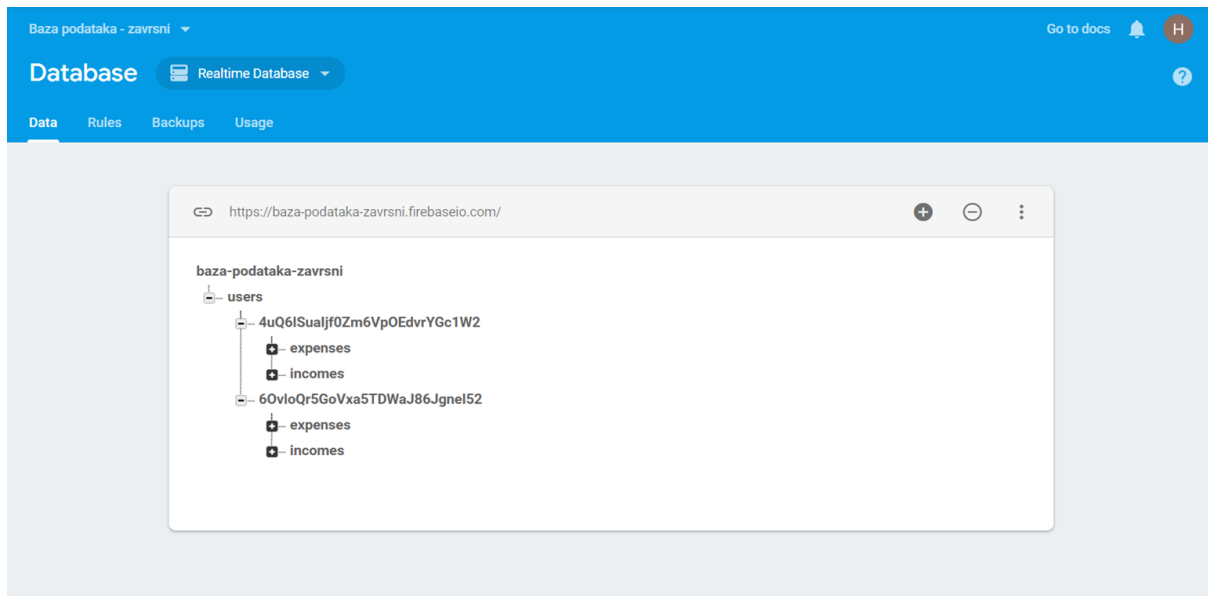 Baza podataka - zavrsni
Go to docs
H
Database
Realtime Database
?
Data Rules Backups Usage
https://baza-podataka-zavrsni.firebaseio.com/
baza-podataka-zavrsni
users
4uQ6ISuaIjf0Zm6VpOEdvrYGc1W2
expenses
incomes
6OvloQr5GoVxa5TDWaJ86Jgnel52
expenses
incomes